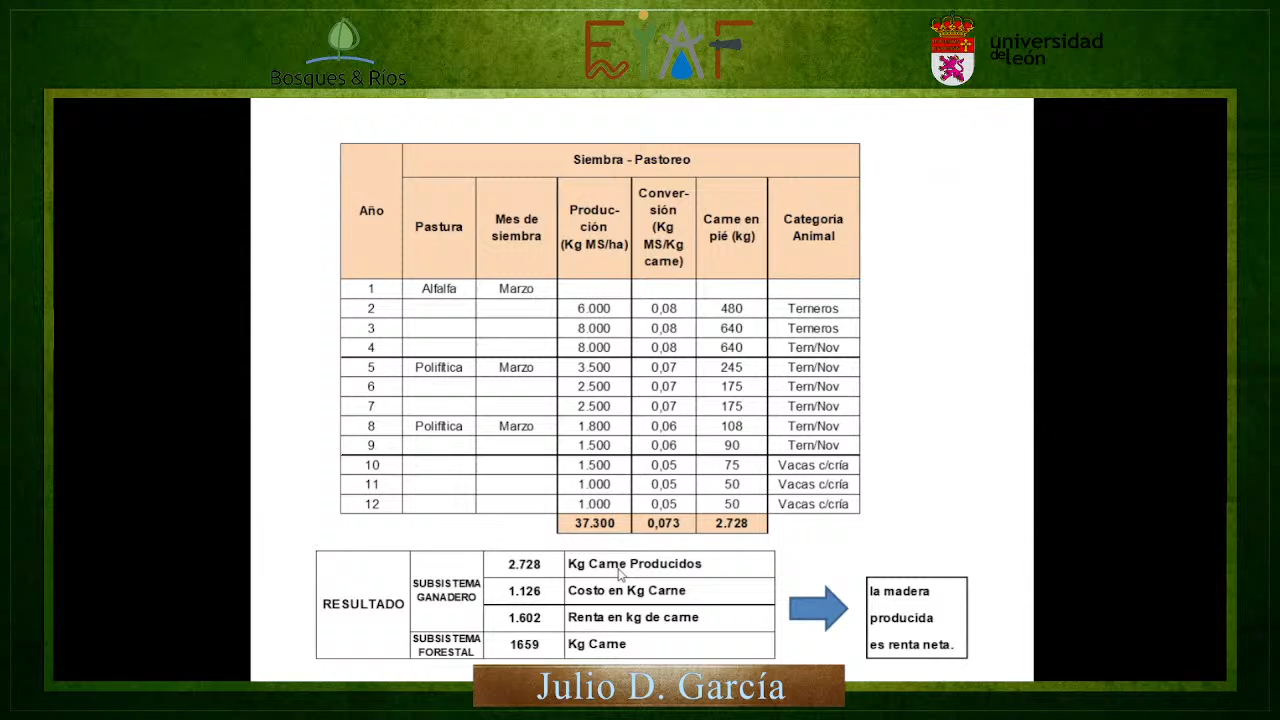 Bosques & Ríos
EIAF
universidad
de león
Siembra - Pastoreo
Año
Pastura
Mes de
siembra
Produc-
ción
(Kg MS/ha)
Conver-
sión
(Kg
MS/Kg
carne)
Carne en
pié (kg)
Categoría
Animal
1 Alfalfa Marzo
2 6.000 0,08 480 Terneros
3 8.000 0,08 640 Terneros
4 8.000 0,08 640 Tern/Nov
5 Polifítica Marzo 3.500 0,07 245 Tern/Nov
6 2.500 0,07 175 Tern/Nov
7 2.500 0,07 175 Tern/Nov
8 Polifítica Marzo 1.800 0,06 108 Tern/Nov
9 1.500 0,06 90 Tern/Nov
10 1.500 0,05 75 Vacas c/cría
11 1.000 0,05 50 Vacas c/cría
12 1.000 0,05 50 Vacas c/cría
37.300 0,073 2.728
RESULTADO
SUBSISTEMA
GANADERO
2.728 Kg Carne Producidos
1.126 Costo en Kg Carne
1.602 Renta en kg de carne
SUBSISTEMA
FORESTAL
1659 Kg Carne
la madera
producida
es renta neta.
Julio D. García